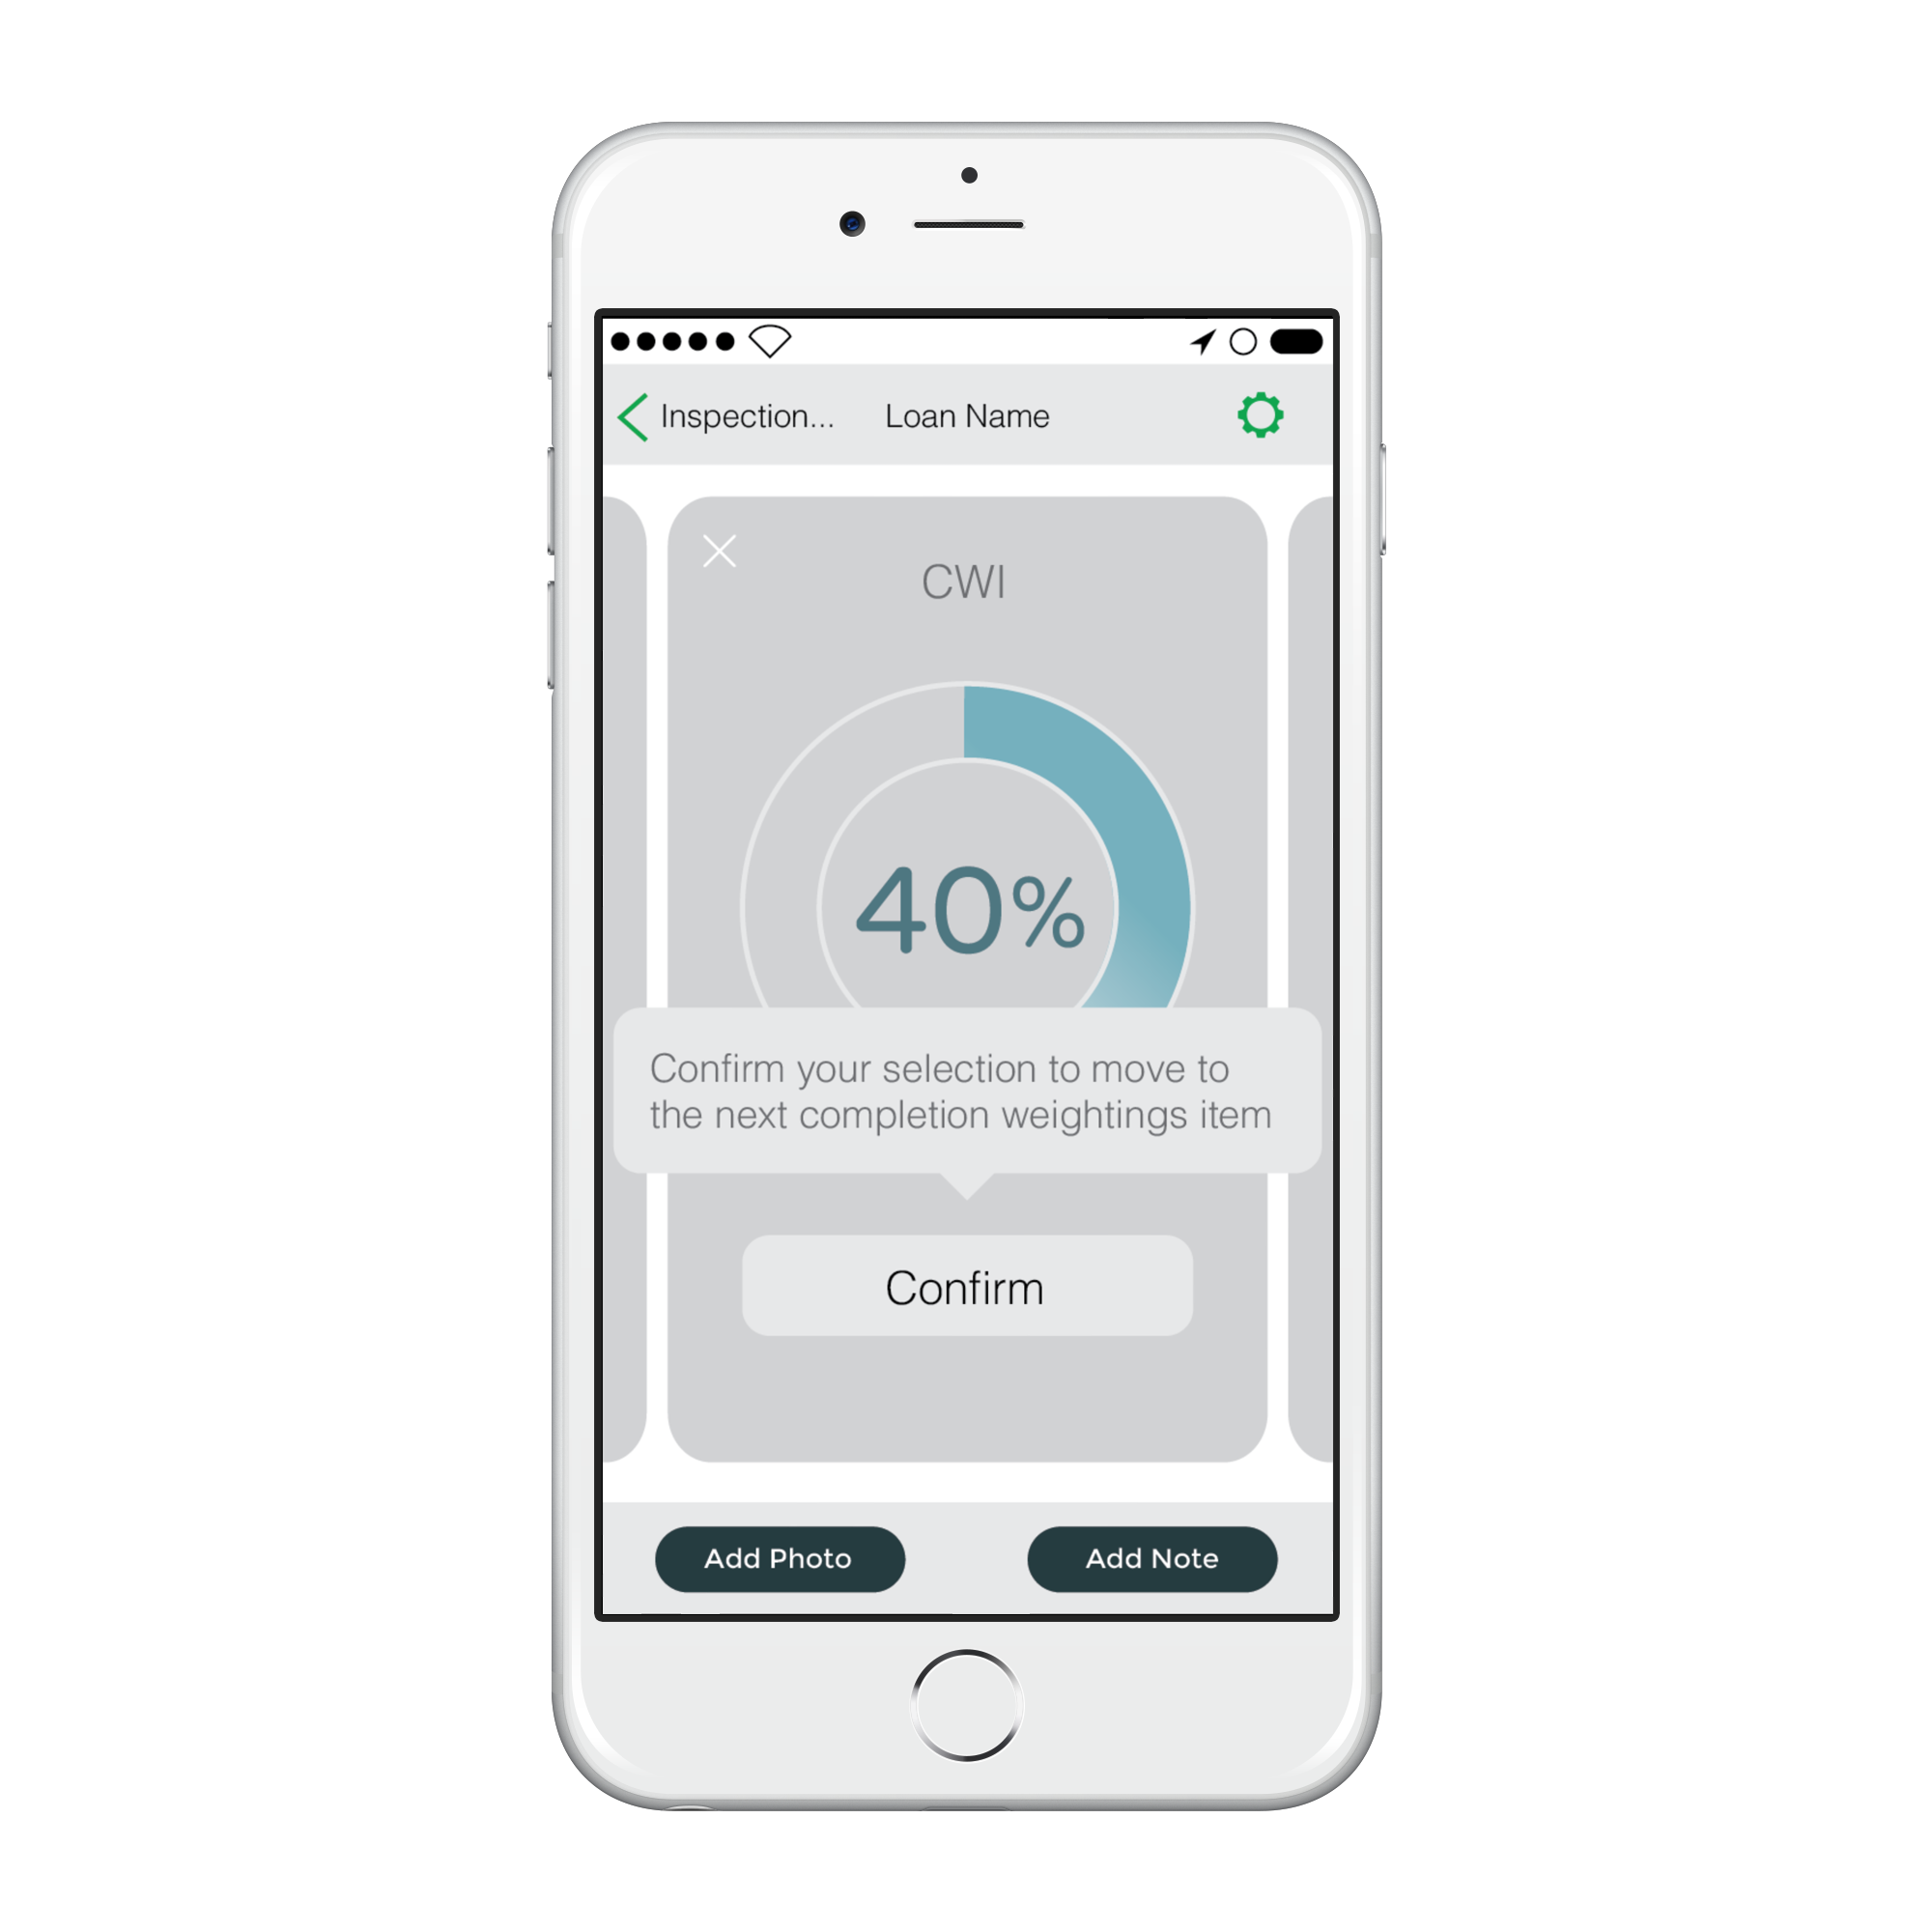 Inspection... Loan Name
CWI
40%
Confirm your selection to move to
the next completion weightings item
Confirm
Add Photo Add Note